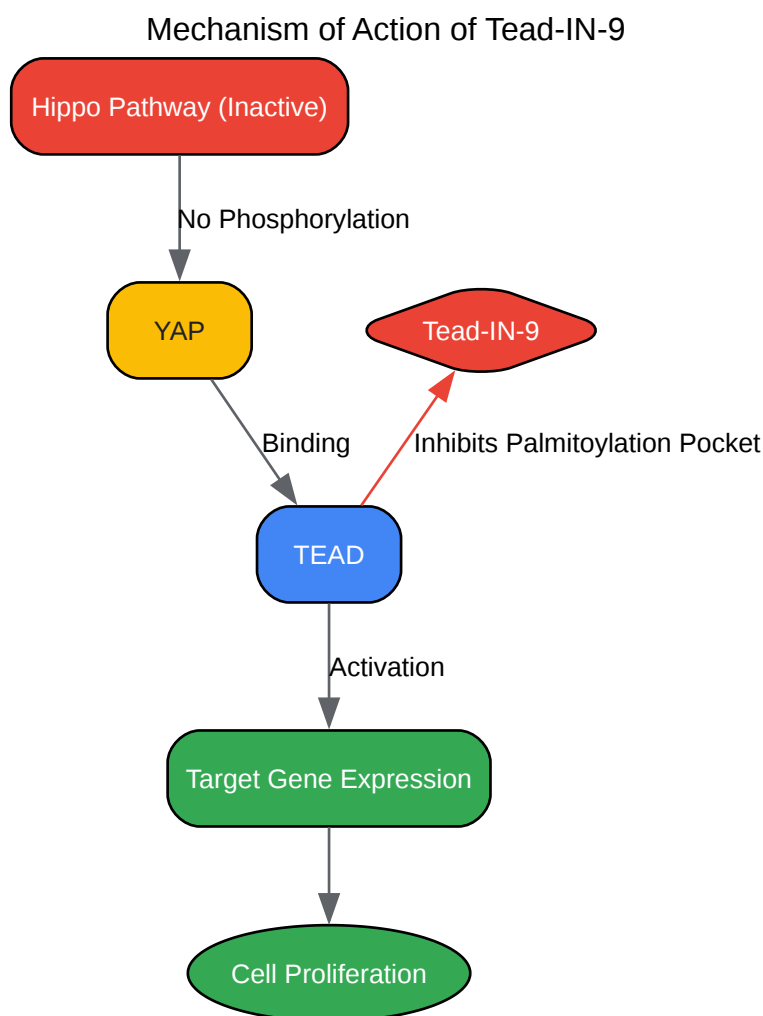 Mechanism of Action of Tead-IN-9
Hippo Pathway (Inactive)
No Phosphorylation
YAP
Tead-IN-9
Binding
Inhibits Palmitoylation Pocket
TEAD
Activation
Target Gene Expression
Cell Proliferation